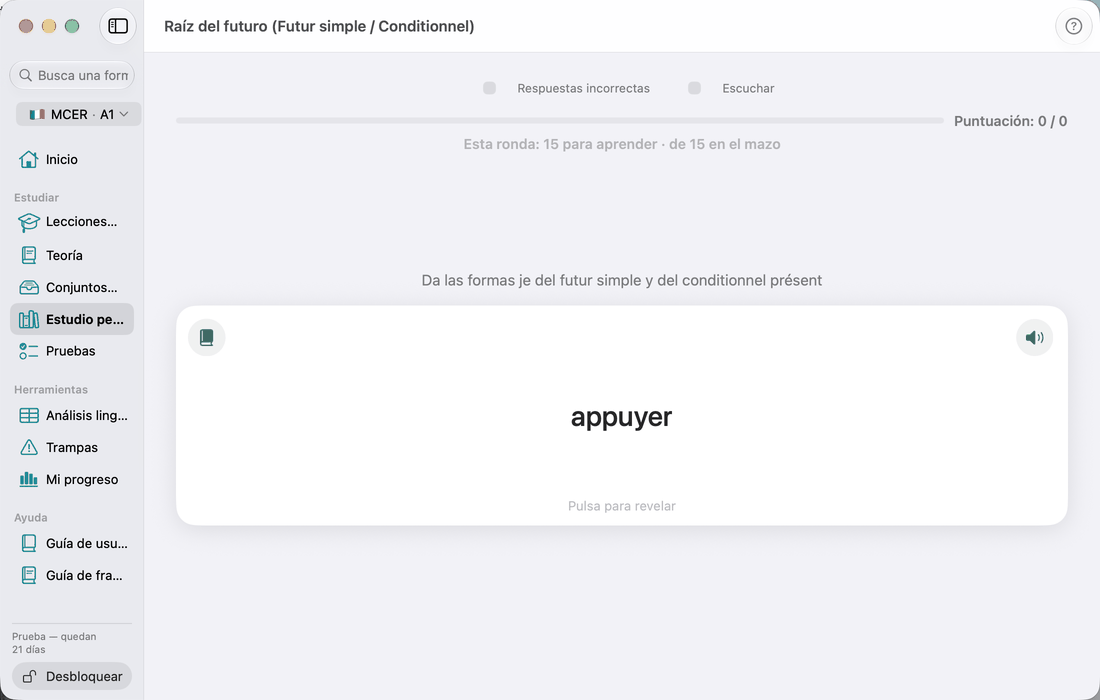 Raíz del futuro (Futur simple / Conditionnel)
?
Busca una form
MCER · A1
Inicio
Estudiar
Lecciones...
Teoría
Conjuntos...
Estudio pe...
Pruebas
Herramientas
Análisis ling...
Trampas
Mi progreso
Ayuda
Guía de usu...
Guía de fra...
Prueba — quedan
21 días
Desbloquear
Respuestas incorrectas
Escuchar
Puntuación: 0 / 0
Esta ronda: 15 para aprender · de 15 en el mazo
Da las formas je del futur simple y del conditionnel présent
appuyer
Pulsa para revelar